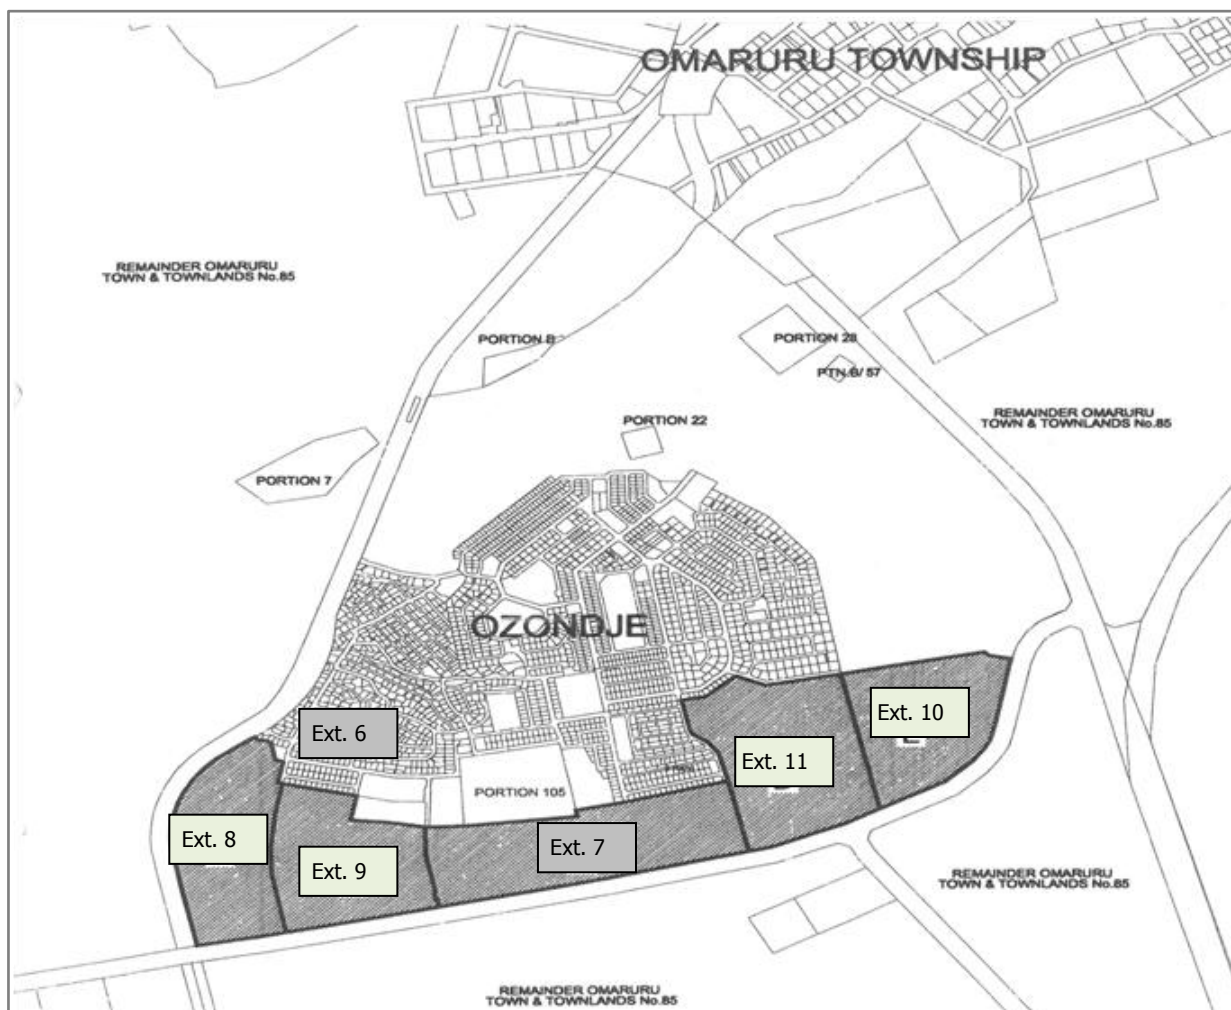 OMARURU TOWNSHIP
REMAINDER OMARURU
TOWN & TOWNLANDS No.85
PORTION B
PORTION 28
PTN.B/ 57
REMAINDER OMARURU
TOWN & TOWNLANDS No.85
PORTION 22
PORTION 7
OZONDJE
Ext. 6
Ext. 10
Ext. 11
PORTION 105
Ext. 8
Ext. 7
Ext. 9
REMAINDER OMARURU
TOWN & TOWNLANDS No.85
REMAINDER OMARURU
TOWN & TOWNLANDS No.85